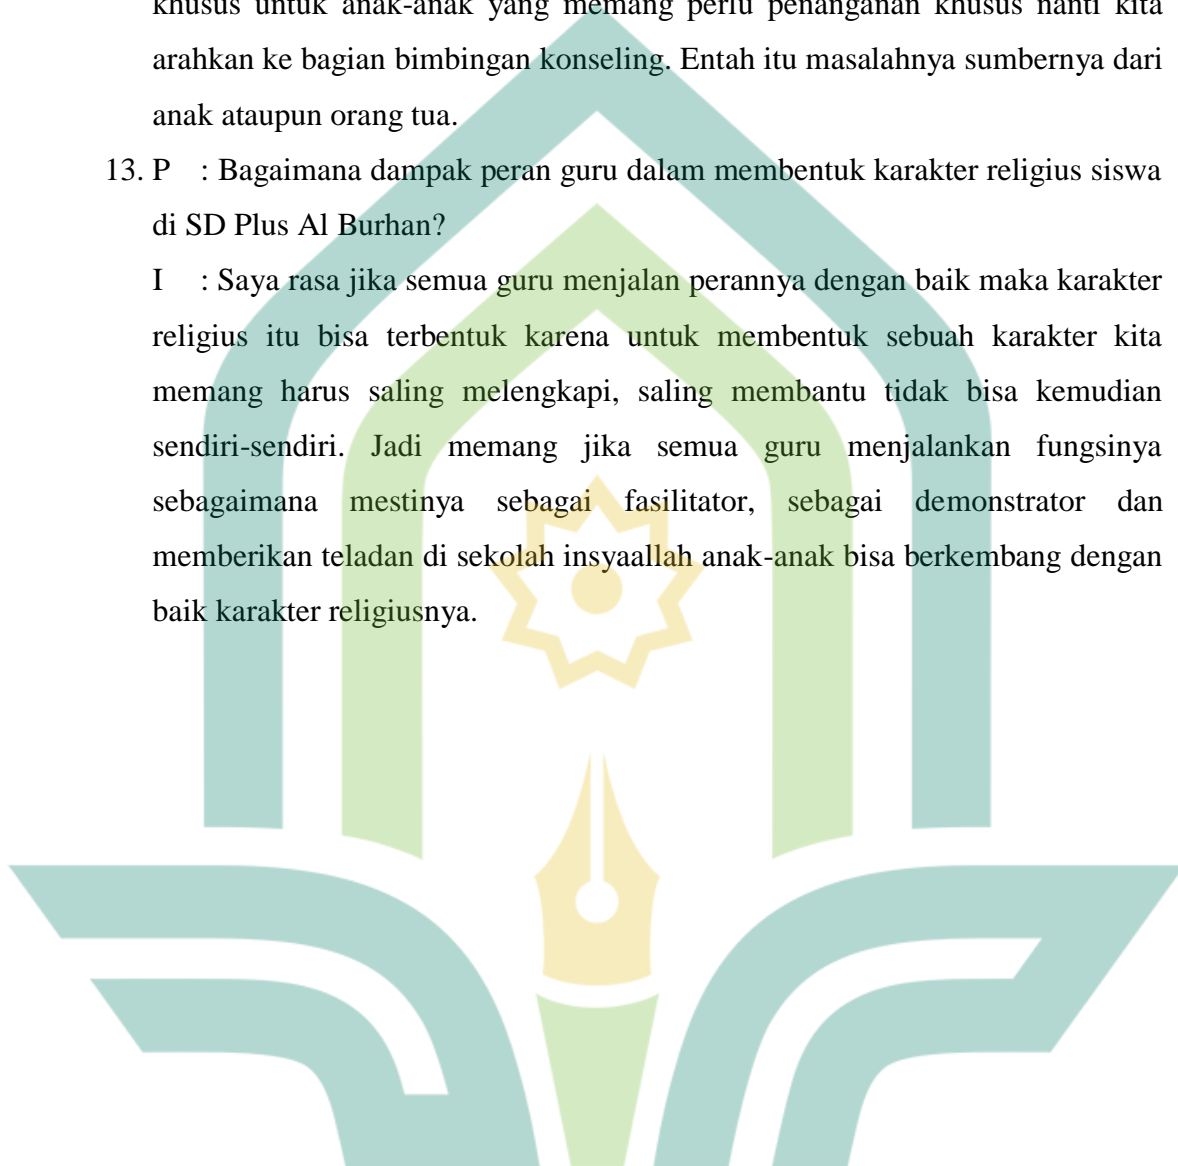 khusus untuk anak-anak yang memang perlu penanganan khusus nanti kita
arahkan ke bagian bimbingan konseling. Entah itu masalahnya sumbernya dari
anak ataupun orang tua.
13. P : Bagaimana dampak peran guru dalam membentuk karakter religius siswa
di SD Plus Al Burhan?
I : Saya rasa jika semua guru menjalan perannya dengan baik maka karakter
religius itu bisa terbentuk karena untuk membentuk sebuah karakter kita
memang harus saling melengkapi, saling membantu tidak bisa kemudian
sendiri-sendiri. Jadi memang jika semua guru menjalankan fungsinya
sebagaimana mestinya sebagai fasilitator, sebagai demonstrator dan
memberikan teladan di sekolah insyaallah anak-anak bisa berkembang dengan
baik karakter religiusnya.